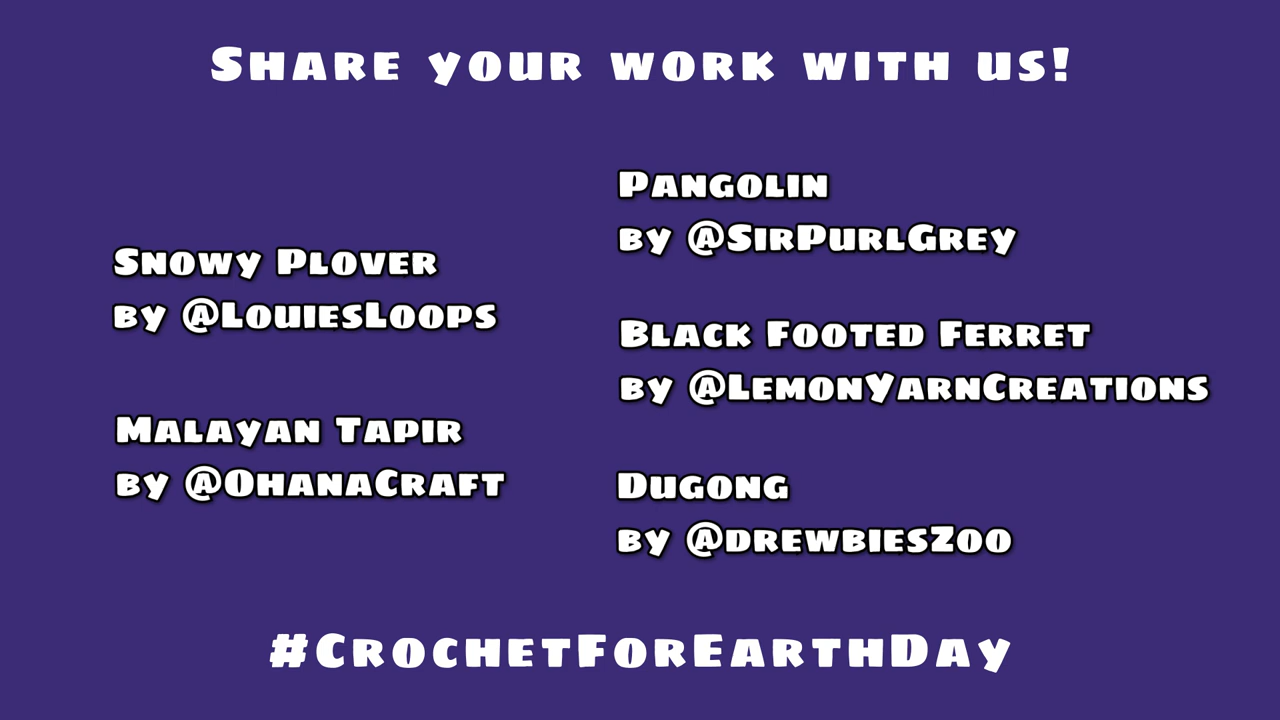 Share your work with us!
Snowy Plover
by @LouiesLoops
Malayan Tapir
by @OhanaCraft
Pangolin
by @SirPurlGrey
Black Footed Ferret
by @LemonYarnCreations
Dugong
by @drewbiesZoo
#CrochetForEarthDay